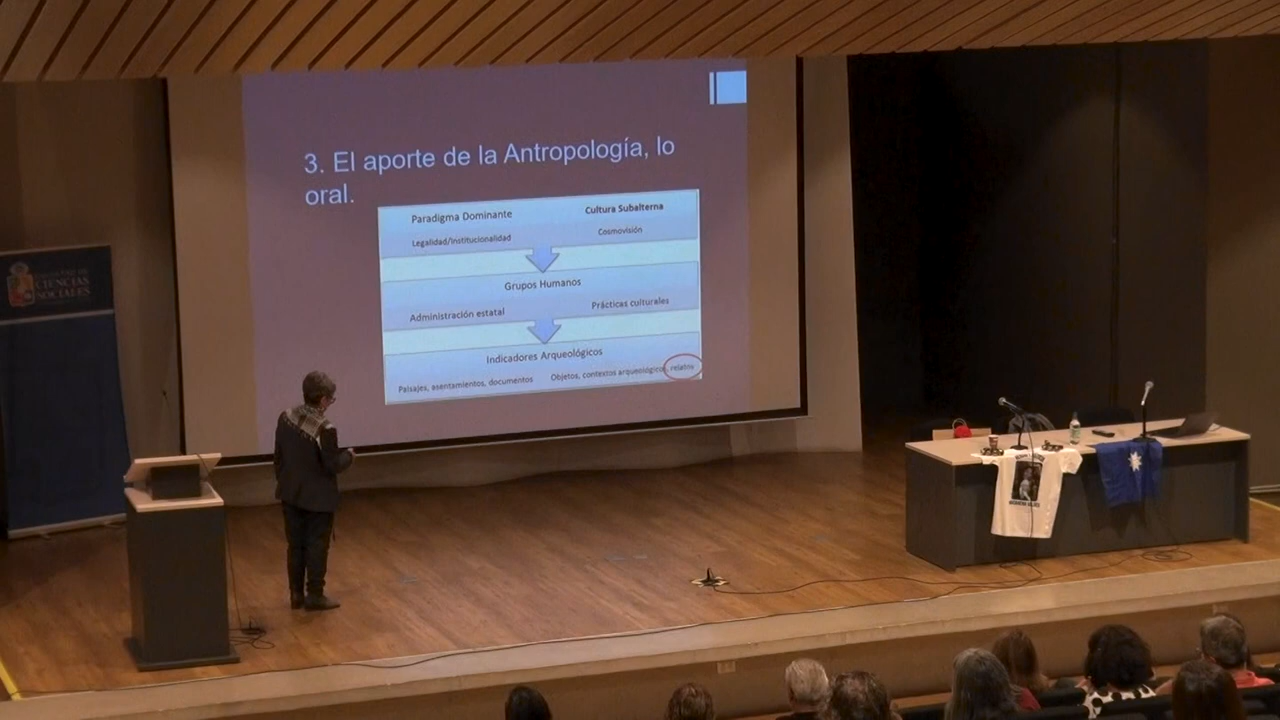 3. El aporte de la Antropología, lo
oral.
Paradigma Dominante
Cultura Subalterna
Legalidad/Institucionalidad
Cosmovisión
Grupos Humanos
Administración estatal
Prácticas culturales
Indicadores Arqueológicos
Paisajes, asentamientos, documentos
Objetos, contextos arqueológicos, relatos
CIENCIAS
SOCIALES